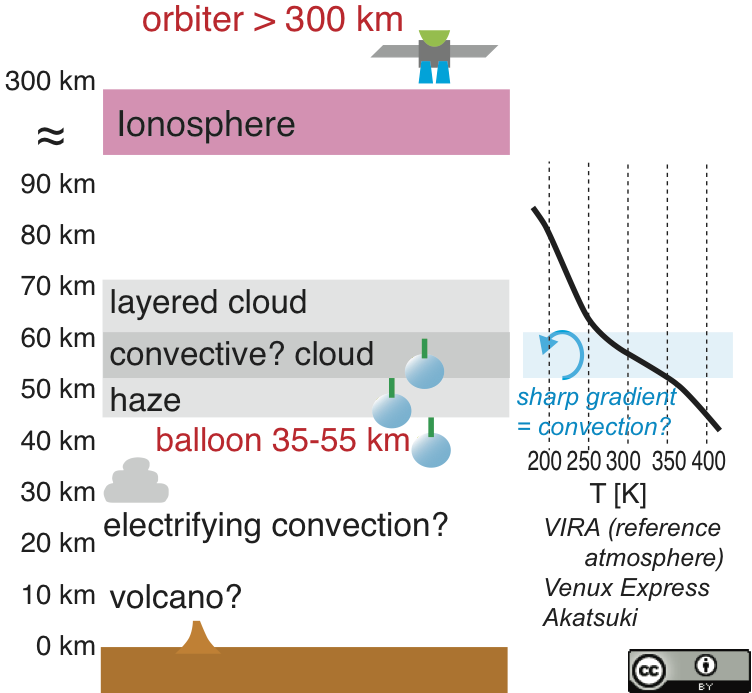 orbiter > 300 km
300 km
Ionosphere
≈
90 km
80 km
70 km
layered cloud
60 km
convective? cloud
50 km
haze
sharp gradient
= convection?
40 km
balloon 35-55 km
200 250 300 350 400
T [K]
30 km
electrifying convection?
20 km
VIRA (reference
atmosphere)
Venux Express
Akatsuki
10 km
volcano?
0 km
cc
BY